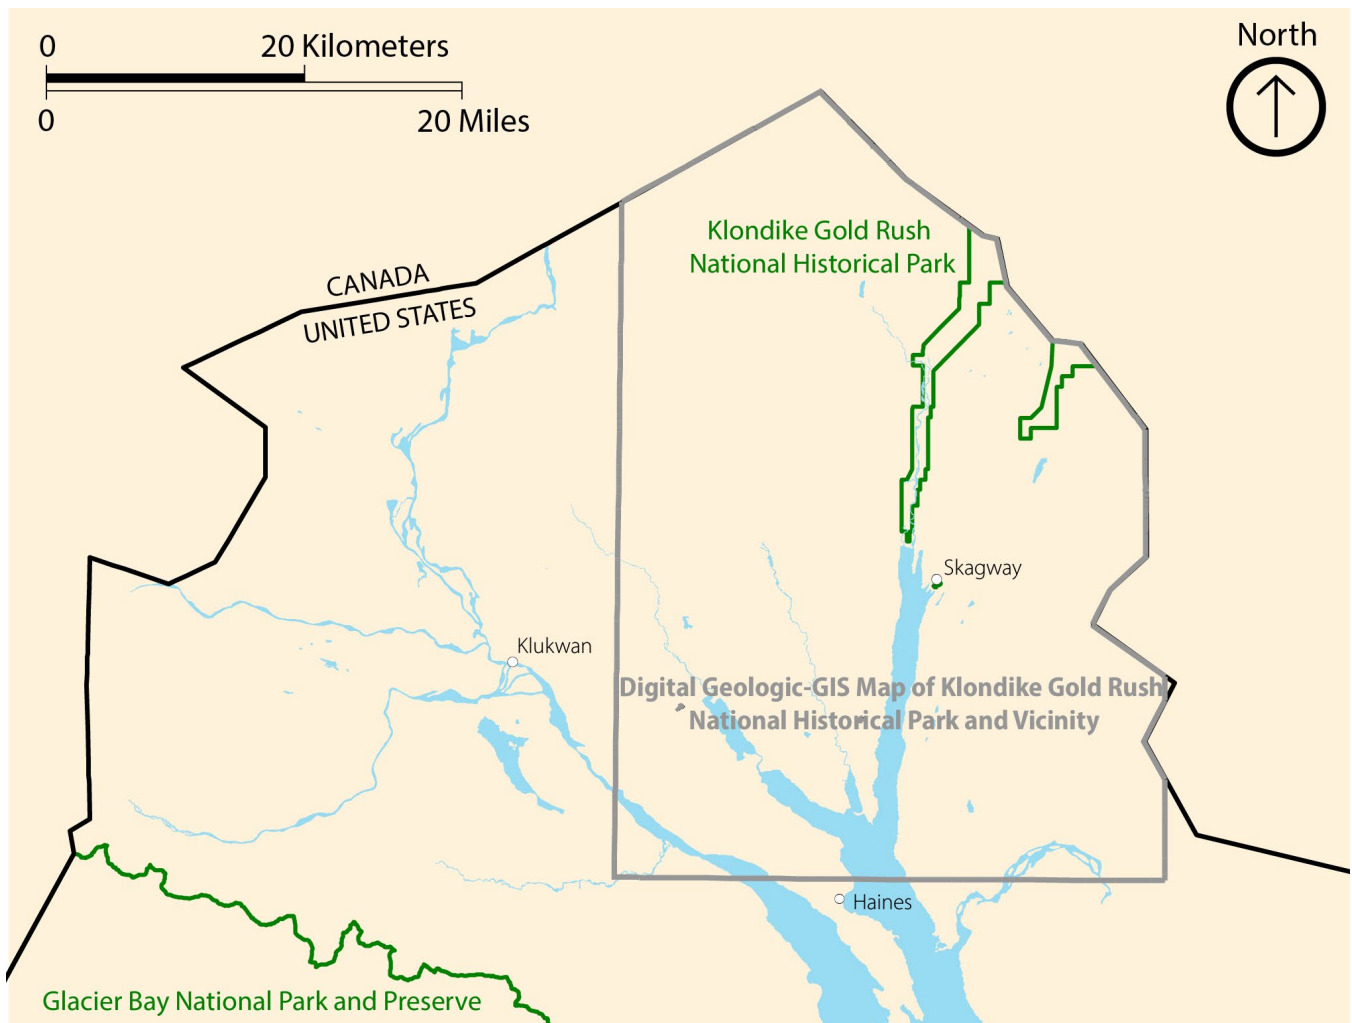 0 20 Kilometers
0 20 Miles
North
Klondike Gold Rush
National Historical Park
CANADA
UNITED STATES
Skagway
Klukwan
Digital Geologic-GIS Map of Klondike Gold Rush
National Historical Park and Vicinity
Haines
Glacier Bay National Park and Preserve